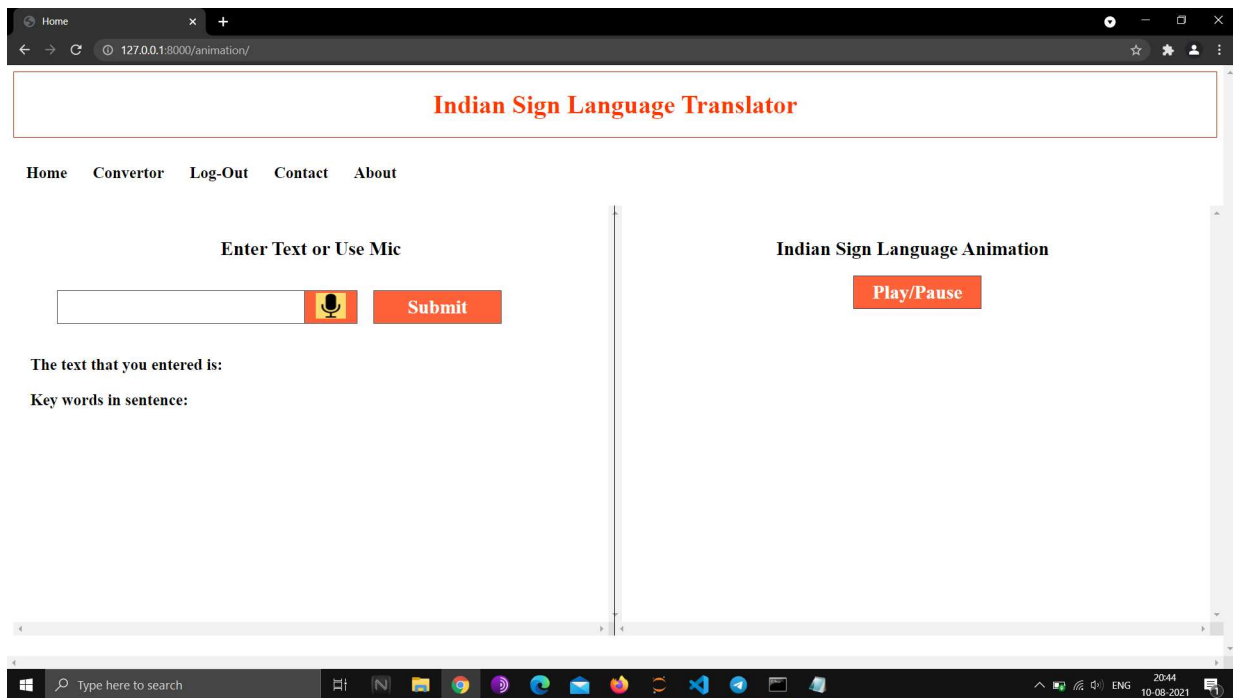 Home
127.0.0.1:8000/animation/
Indian Sign Language Translator
Home Convertor Log-Out Contact About
Enter Text or Use Mic
Submit
The text that you entered is:
Key words in sentence:
Indian Sign Language Animation
Play/Pause
Type here to search
ENG
20:44
10-08-2021